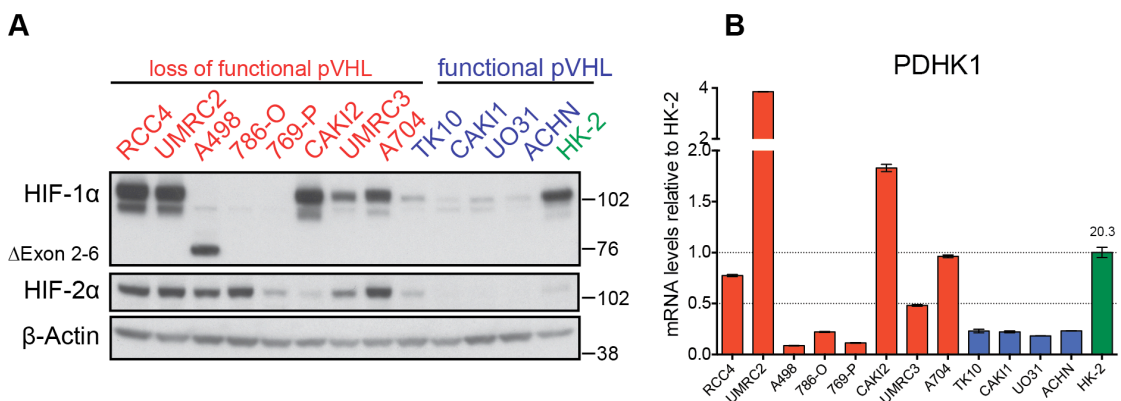 A
loss of functional pVHL
functional pVHL
RCC4
UMRC2
A498
786-O
769-P
CAKI2
UMRC3
A704
TK10
CAKI1
UO31
ACHN
HK-2
HIF-1α
102
ΔExon 2-6
76
HIF-2α
102
β-Actin
38
B
PDHK1
mRNA levels relative to HK-2
4
2
2.0
1.5
1.0
0.5
0.0
20.3
RCC4
UMRC2
A498
786-O
769-P
CAKI2
UMRC3
A704
TK10
CAKI1
UO31
ACHN
HK-2